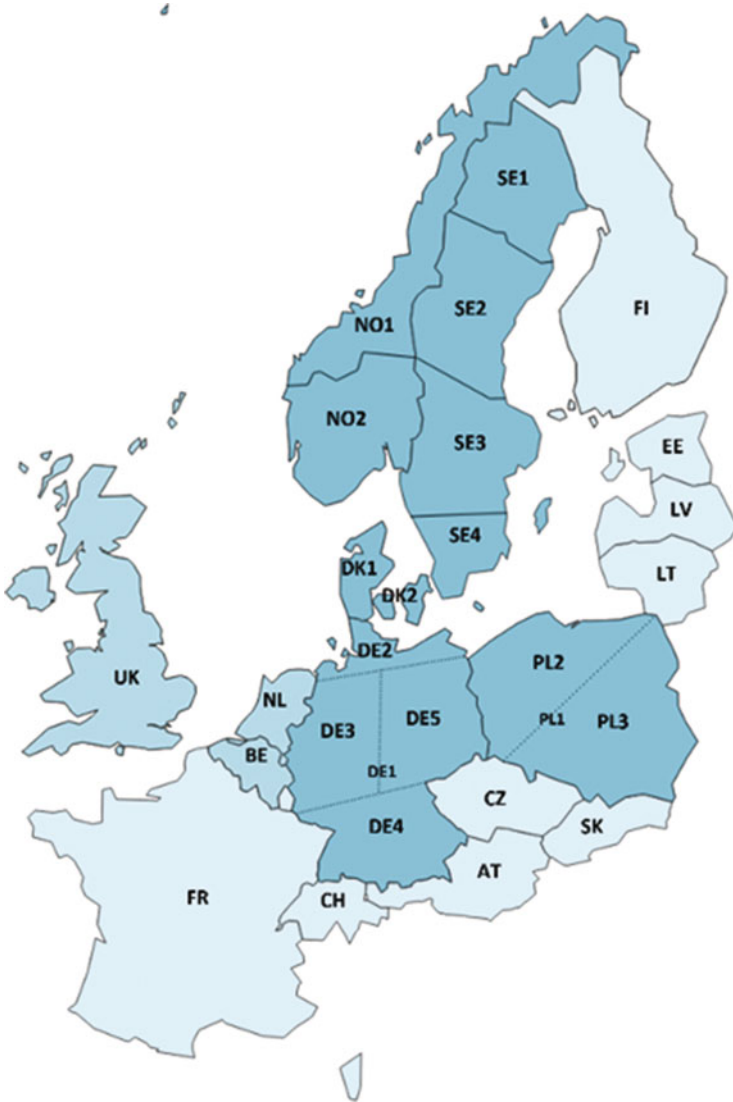 SE1
SE2
FI
NO1
NO2
SE3
EE
LV
SE4
LT
DK1
DK2
DE2
PL2
UK
NL
DE3
DE5
PL1
PL3
BE
DE1
CZ
DE4
SK
AT
FR
CH